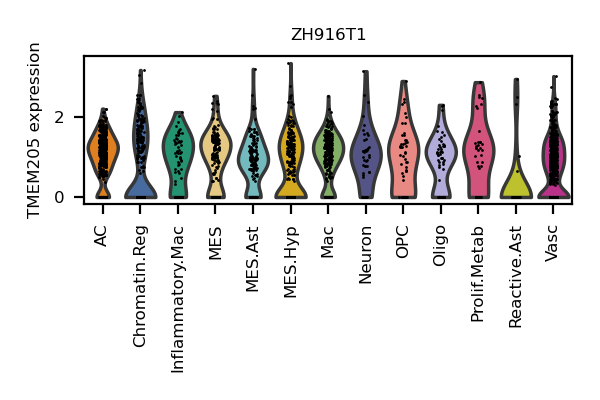 ZH916T1
TMEM205 expression
2
0
AC
Chromatin.Reg
Inflammatory.Mac
MES
MES.Ast
MES.Hyp
Mac
Neuron
OPC
Oligo
Prolif.Metab
Reactive.Ast
Vasc